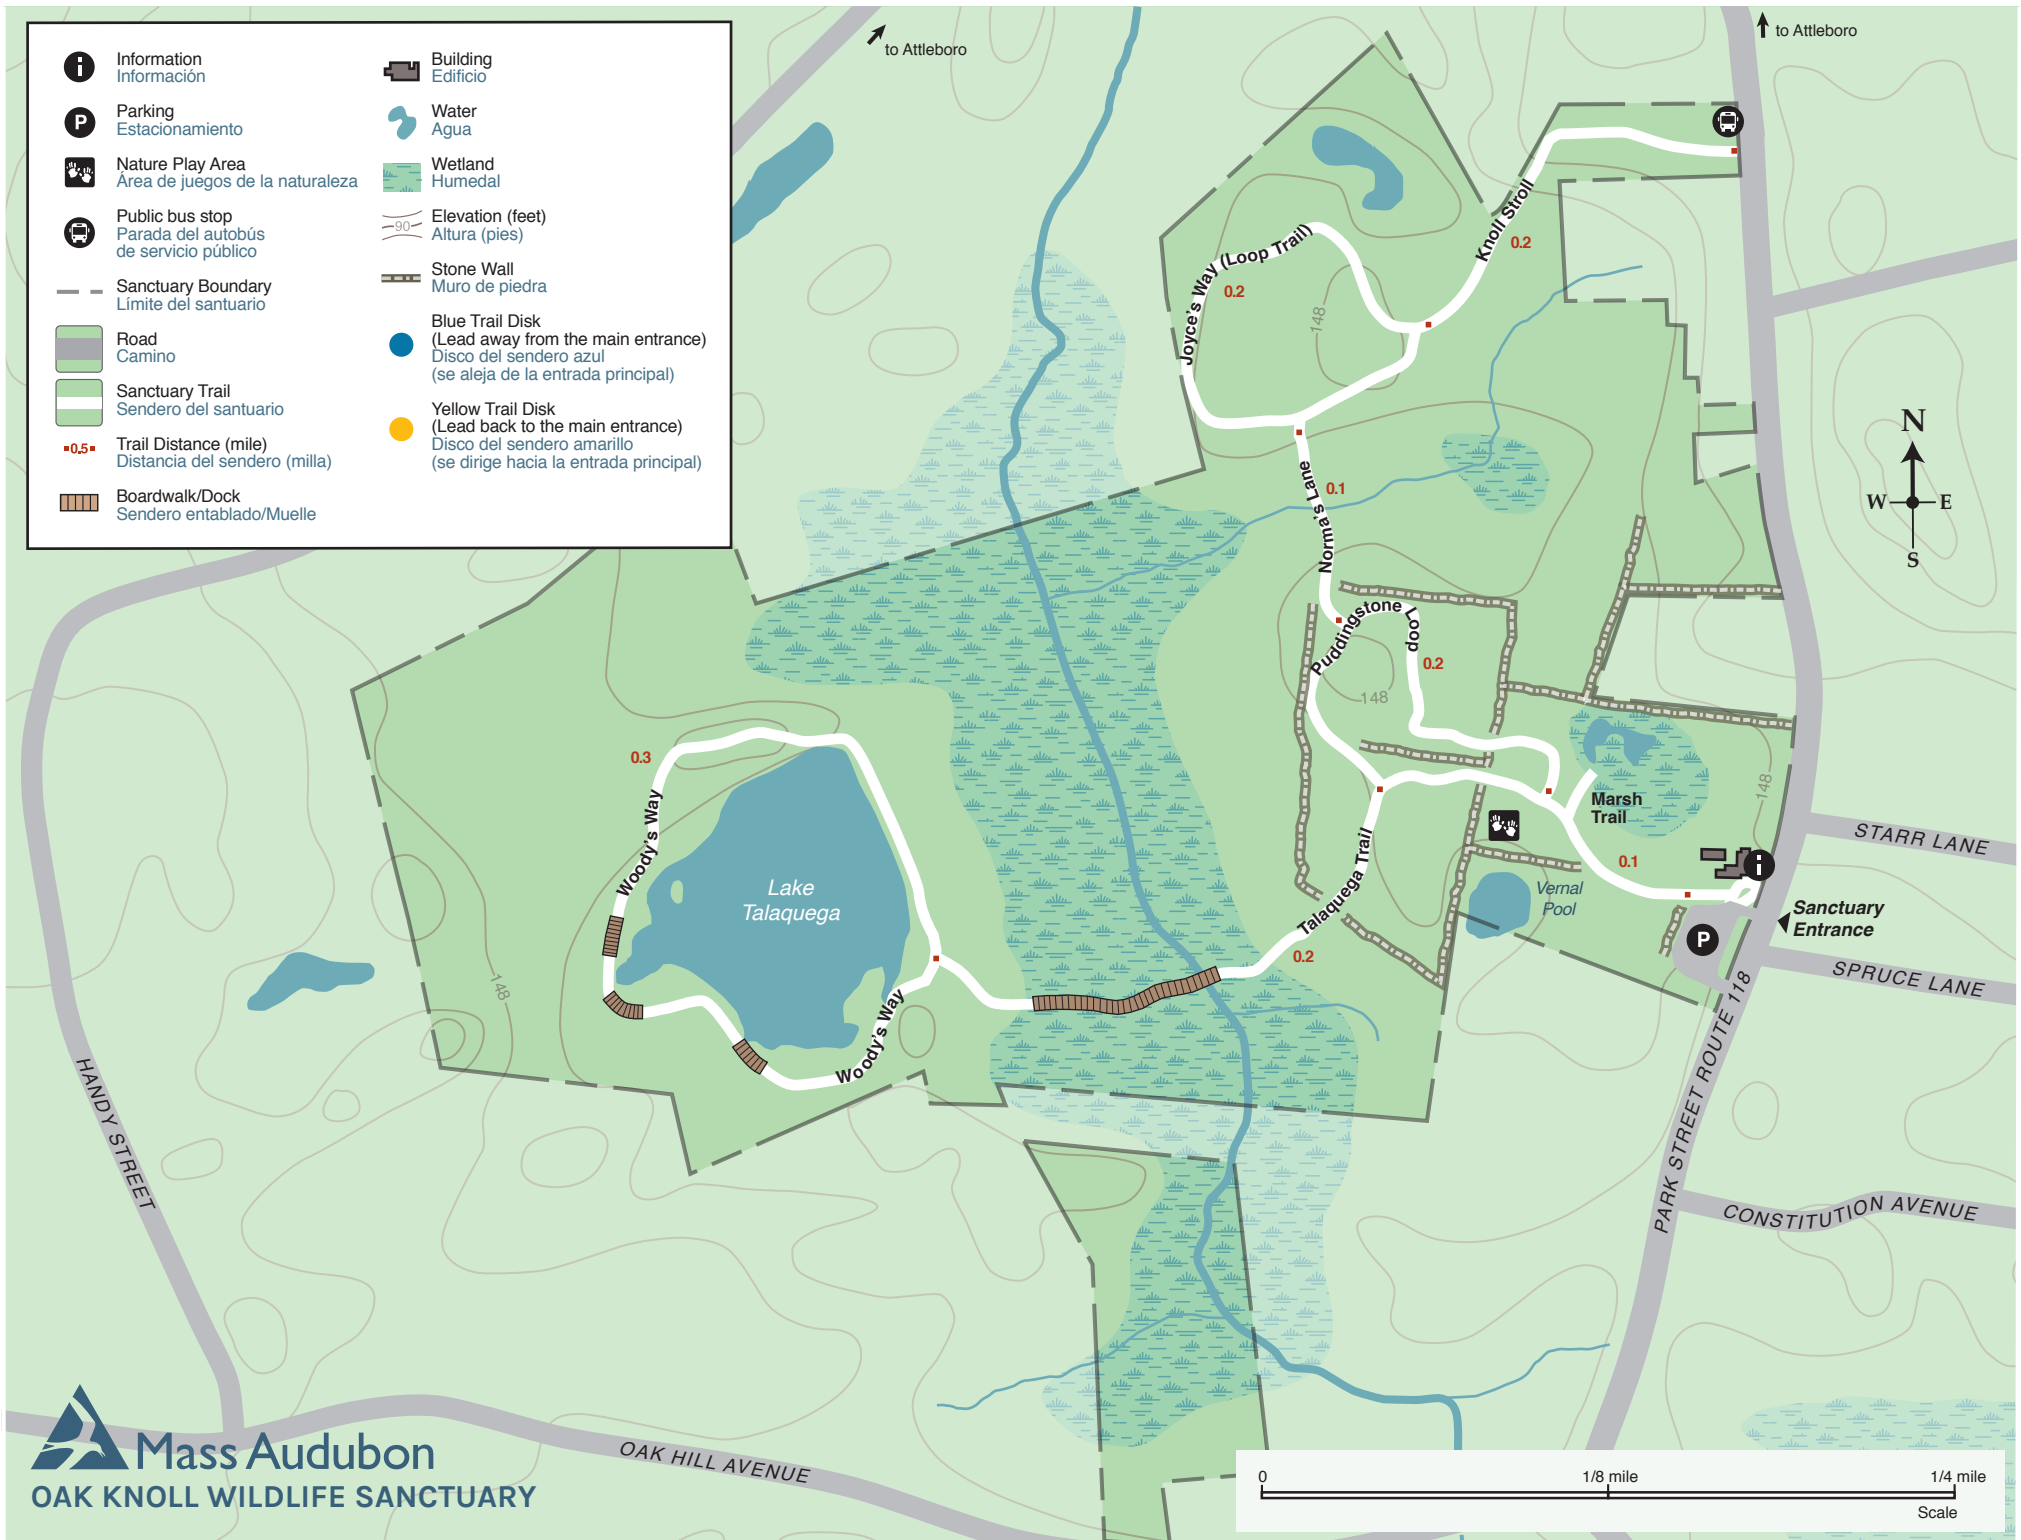 Information
Información
Parking
Estacionamiento
Nature Play Area
Área de juegos de la naturaleza
Public bus stop
Parada del autobús
de servicio público
Sanctuary Boundary
Límite del santuario
Road
Camino
Sanctuary Trail
Sendero del santuario
0.5
Trail Distance (mile)
Distancia del sendero (milla)
Boardwalk/Dock
Sendero entablado/Muelle
Building
Edificio
Water
Agua
Wetland
Humedal
90
Elevation (feet)
Altura (pies)
Stone Wall
Muro de piedra
Blue Trail Disk
(Lead away from the main entrance)
Disco del sendero azul
(se aleja de la entrada principal)
Yellow Trail Disk
(Lead back to the main entrance)
Disco del sendero amarillo
(se dirige hacia la entrada principal)
P
to Attleboro
to Attleboro
Knoll Stroll
0.2
Joyce's Way (Loop Trail)
0.2
148
N
W
E
S
Norma's Lane
0.1
Puddingstone Loop
0.2
148
0.3
Woody's Way
Lake
Talaquega
Woody's Way
148
Talaquega Trail
0.2
Marsh
Trail
148
0.1
Vernal
Pool
P
Sanctuary
Entrance
STARR LANE
SPRUCE LANE
PARK STREET ROUTE 118
CONSTITUTION AVENUE
HANDY STREET
OAK HILL AVENUE
Mass Audubon
OAK KNOLL WILDLIFE SANCTUARY
0
1/8 mile
1/4 mile
Scale